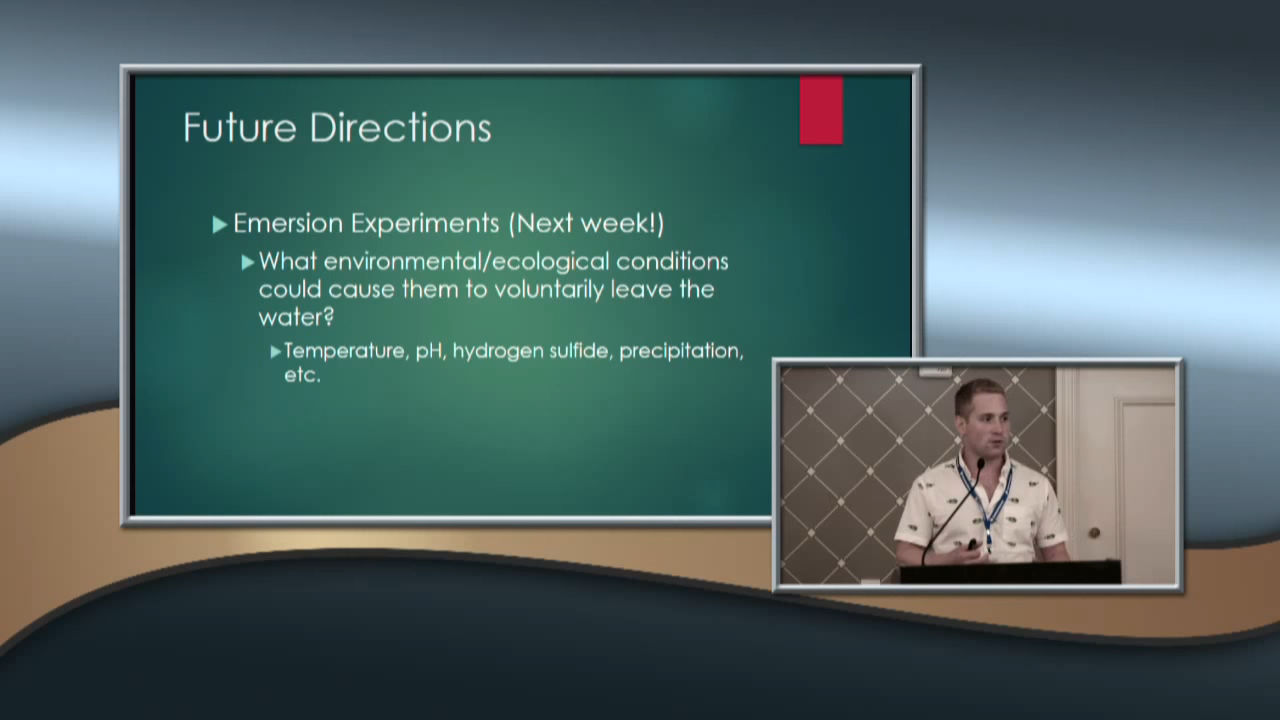 Future Directions
Emersion Experiments (Next week!)
What environmental/ecological conditions
could cause them to voluntarily leave the
water?
Temperature, pH, hydrogen sulfide, precipitation,
etc.